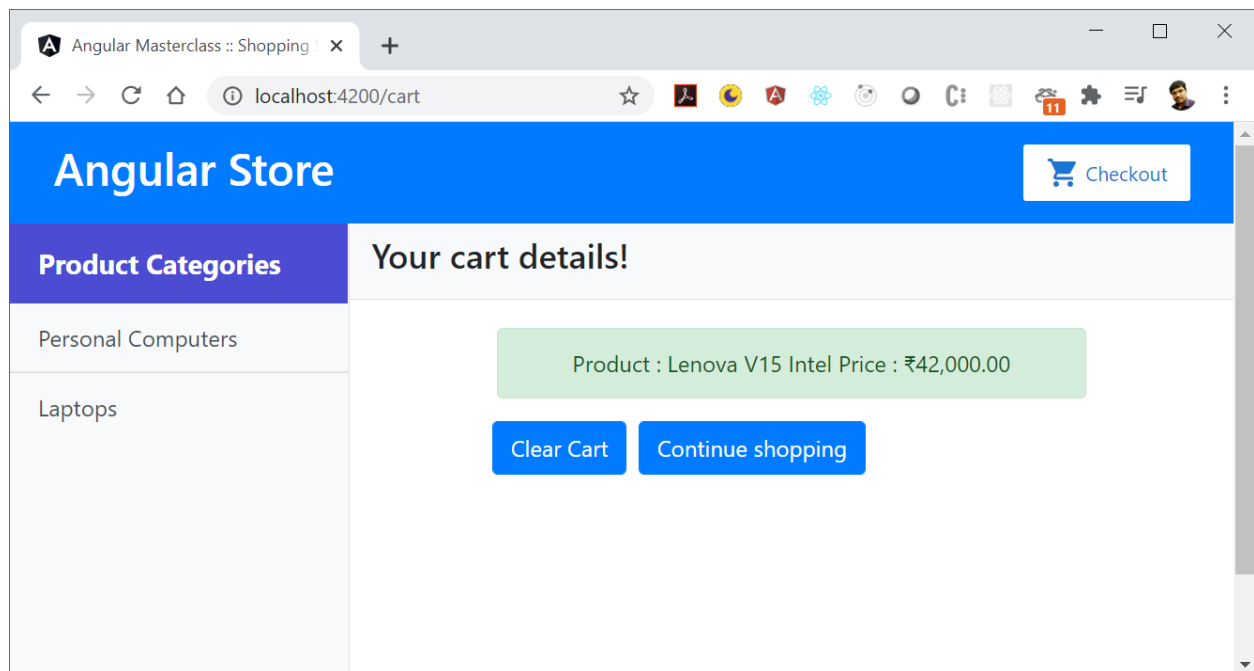 Angular Masterclass :: Shopping
localhost:4200/cart
11
Angular Store
Checkout
Product Categories
Your cart details!
Personal Computers
Product : Lenova V15 Intel Price : ₹42,000.00
Laptops
Clear Cart
Continue shopping